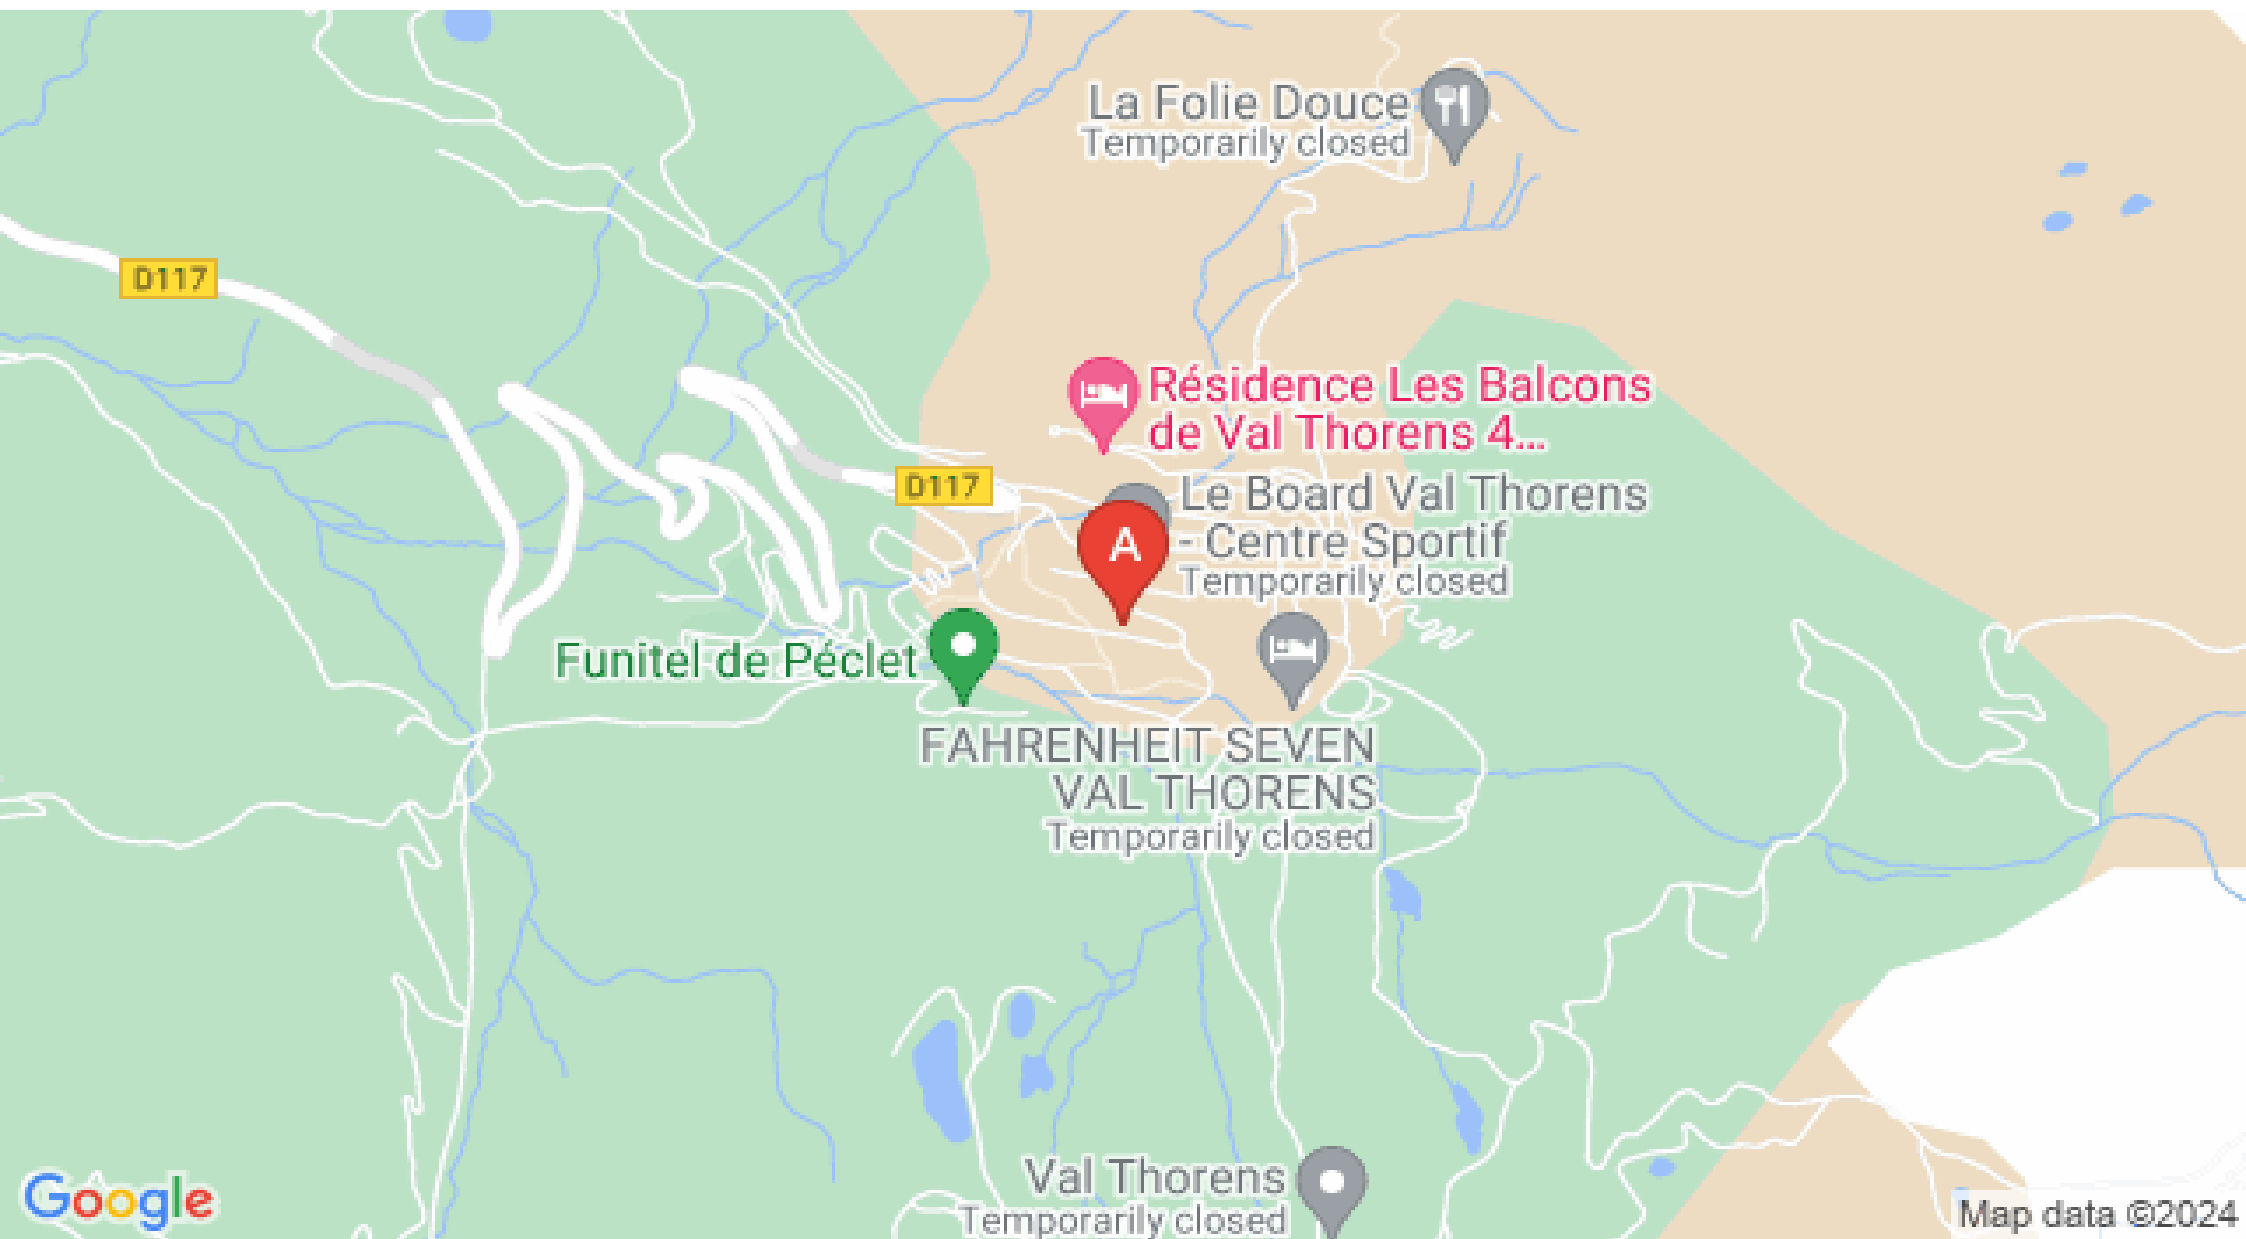 La Folie Douce
Temporarily closed
D117
Résidence Les Balcons
de Val Thorens 4...
D117
Le Board Val Thorens
- Centre Sportif
Temporarily closed
A
Funitel de Péclet
FAHRENHEIT SEVEN
VAL THORENS
Temporarily closed
Val Thorens
Temporarily closed
Google
Map data ©2024